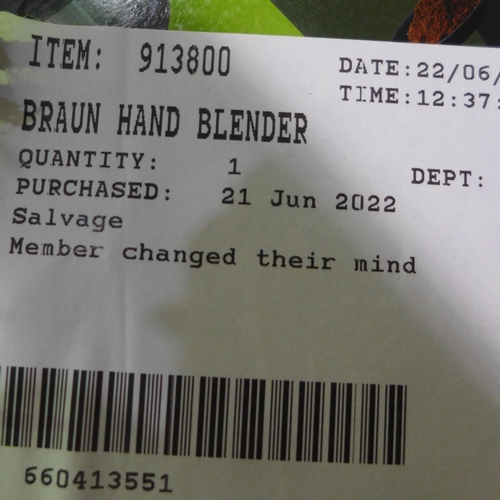 ITEM: 913800
DATE:22/06/
TIME:12:37:
BRAUN HAND BLENDER
QUANTITY: 1
DEPT:
PURCHASED: 21 Jun 2022
Salvage
Member changed their mind
660413551